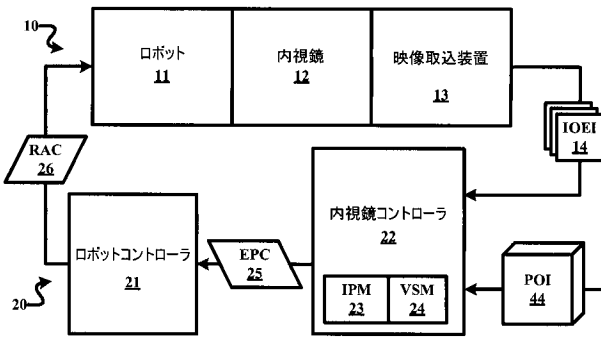 10
ロボット
11
内視鏡
12
映像取込装置
13
RAC
26
IOEI
14
ロボットコントローラ
21
EPC
25
内視鏡コントローラ
22
IPM
23
VSM
24
POI
44
20